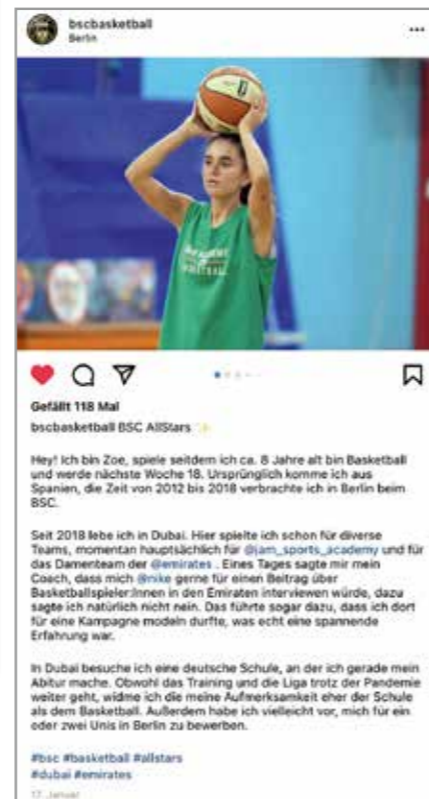 bscbasketball
Berlin
BASKETBALL
Gefällt 118 Mal
bscbasketball BSC AllStars
Hey! Ich bin Zoe, spiele seitdem ich ca. 8 Jahre alt bin Basketball
und werde nächste Woche 18. Ursprünglich komme ich aus
Spanien, die Zeit von 2012 bis 2018 verbrachte ich in Berlin beim
BSC.
Seit 2018 lebe ich in Dubai. Hier spielte ich schon für diverse
Teams, momentan hauptsächlich für @jam_sports_academy und für
das Damenteam der @emirates . Eines Tages sagte mir mein
Coach, dass mich @nike gerne für einen Beitrag über
Basketballspieler:Innen in den Emiraten interviewen würde, dazu
sagte ich natürlich nicht nein. Das führte sogar dazu, dass ich dort
für eine Kampagne modeln durfte, was echt eine spannende
Erfahrung war.
In Dubai besuche ich eine deutsche Schule, an der ich gerade mein
Abitur mache. Obwohl das Training und die Liga trotz der Pandemie
weiter geht, widme ich die meine Aufmerksamkeit eher der Schule
als dem Basketball. Außerdem habe ich vielleicht vor, mich für ein
oder zwei Unis in Berlin zu bewerben.
#bsc #basketball #allstars
#dubai #emirates
17. Januar